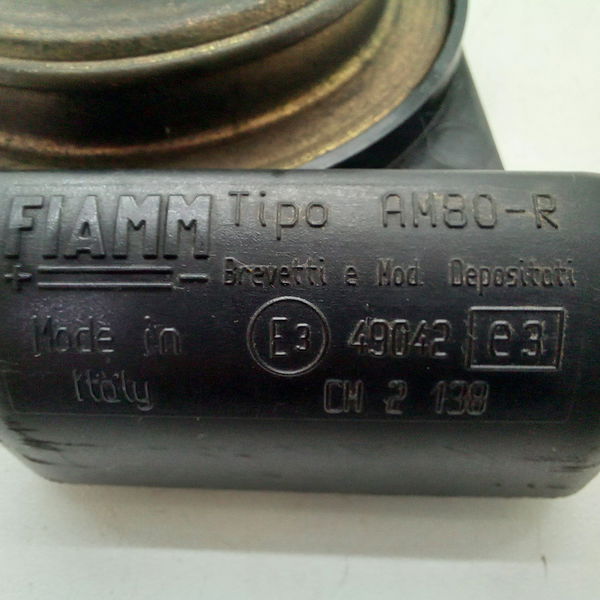 FIAMM Tipo AM80-R
+ - Brevetti e Mod. Depositati
Made in E3 49042 e3
Italy CM 2 138